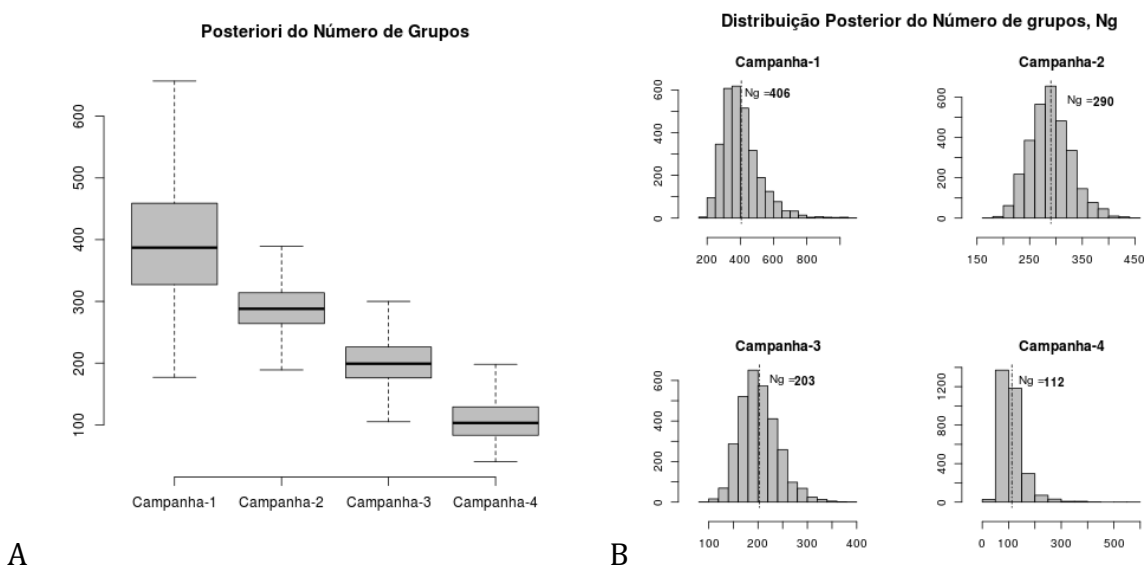 Posteriori do Número de Grupos
600
500
400
300
200
100
Campanha-1 Campanha-2 Campanha-3 Campanha-4
A
Distribuição Posterior do Número de grupos, Ng
Campanha-1
Ng =406
600
400
200
0
200 400 600 800
Campanha-2
Ng =290
600
400
200
0
150 250 350 450
Campanha-3
Ng =203
600
400
200
0
100 200 300 400
Campanha-4
Ng =112
1200
800
400
0
0 100 300 500
B